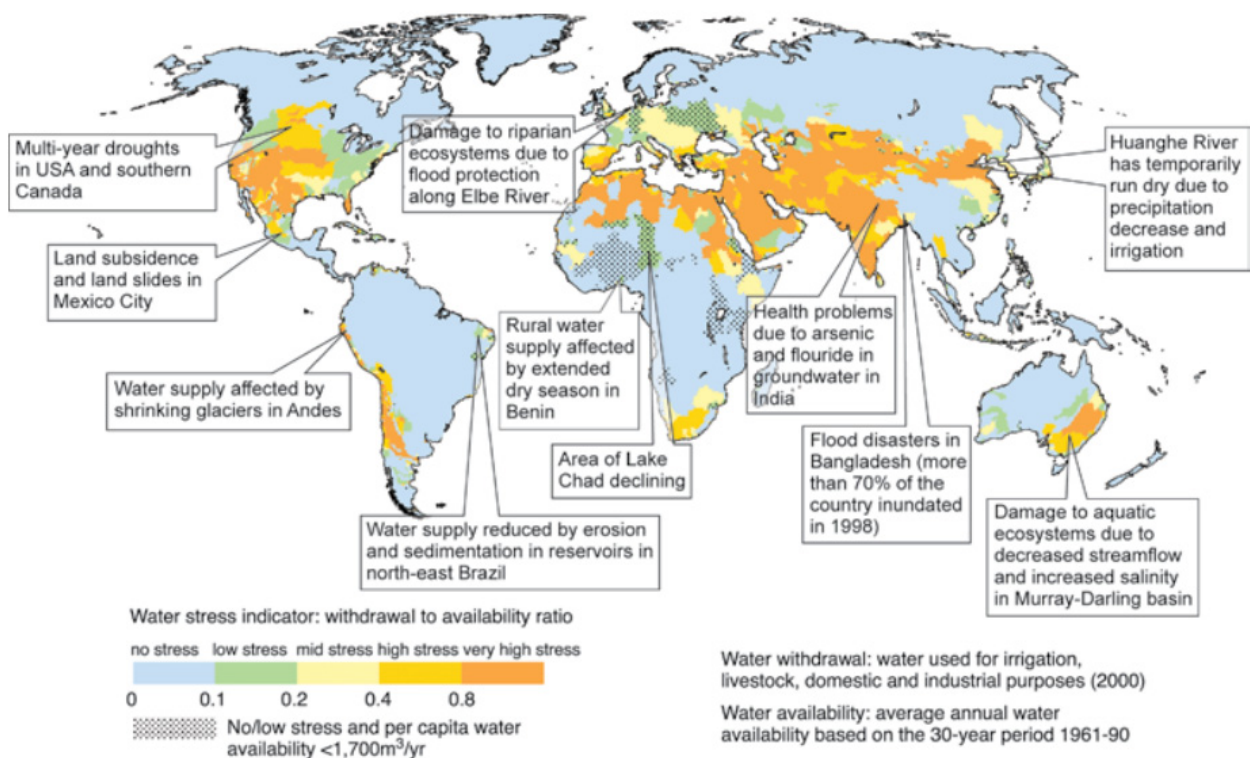 Multi-year droughts
in USA and southern
Canada
Damage to riparian
ecosystems due to
flood protection
along Elbe River
Huanghe River
has temporarily
run dry due to
precipitation
decrease and
irrigation
Land subsidence
and land slides in
Mexico City
Water supply affected by
shrinking glaciers in Andes
Rural water
supply affected
by extended
dry season in
Benin
Health problems
due to arsenic
and flouride in
groundwater in
India
Area of Lake
Chad declining
Flood disasters in
Bangladesh (more
than 70% of the
country inundated
in 1998)
Water supply reduced by erosion
and sedimentation in reservoirs in
north-east Brazil
Damage to aquatic
ecosystems due to
decreased streamflow
and increased salinity
in Murray-Darling basin
Water stress indicator: withdrawal to availability ratio
no stress low stress mid stress high stress very high stress
0 0.1 0.2 0.4 0.8
No/low stress and per capita water
availability <1,700m³/yr
Water withdrawal: water used for irrigation,
livestock, domestic and industrial purposes (2000)
Water availability: average annual water
availability based on the 30-year period 1961-90